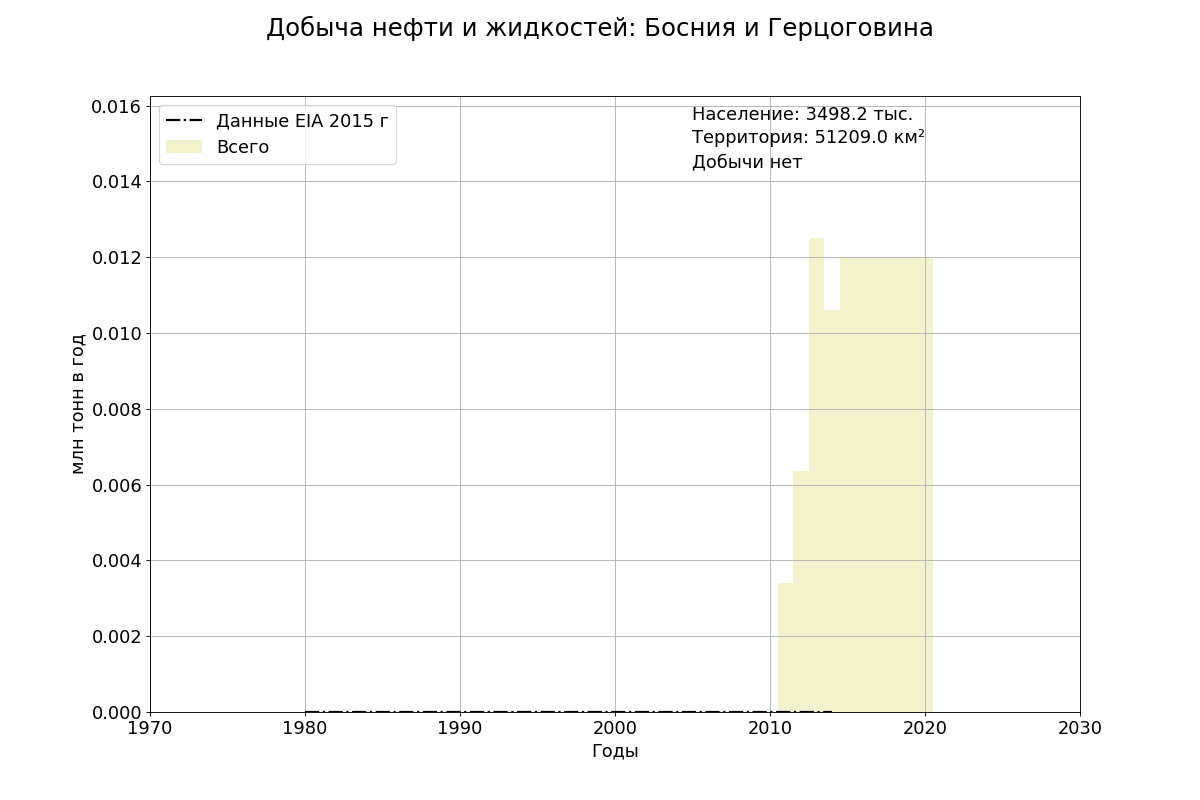 Добыча нефти и жидкостей: Босния и Герцоговина
Данные EIA 2015 г
Всего
Население: 3498.2 тыс.
Территория: 51209.0 км²
Добычи нет
млн тонн в год
0.016
0.014
0.012
0.010
0.008
0.006
0.004
0.002
0.000
1970 1980 1990 2000 2010 2020 2030
Годы